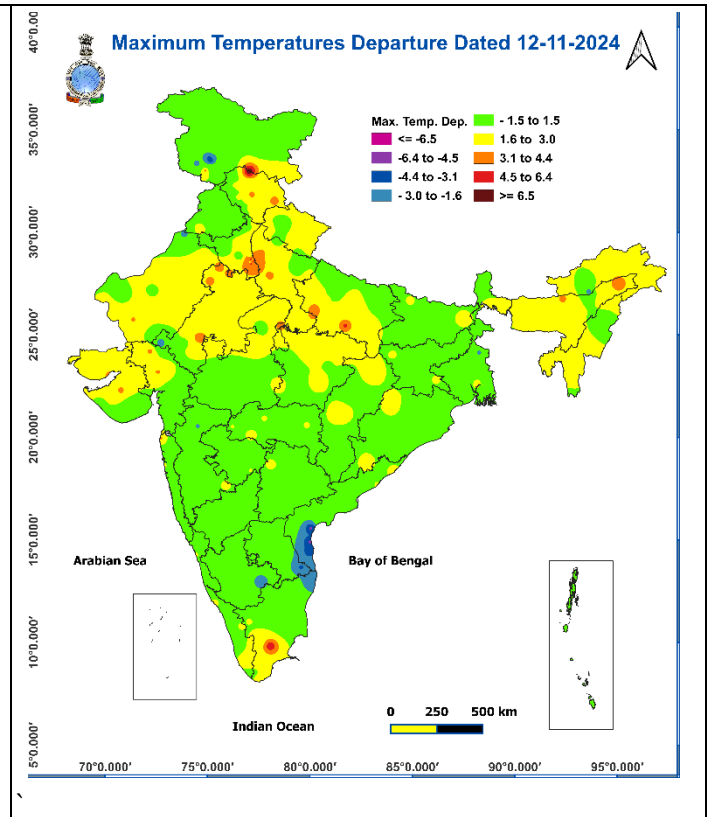 Maximum Temperatures Departure Dated 12-11-2024
Max. Temp. Dep.
<= -6.5
-6.4 to -4.5
-4.4 to -3.1
- 3.0 to -1.6
- 1.5 to 1.5
1.6 to 3.0
3.1 to 4.4
4.5 to 6.4
>= 6.5
40°0.00
35°0.000'
30°0.000'
25°0.000'
20°0.000'
15°0.000'
10°0.000'
5°0.000'
Arabian Sea
Bay of Bengal
Indian Ocean
0 250 500 km
70°0.000' 75°0.000' 80°0.000' 85°0.000' 90°0.000' 95°0.000'
`